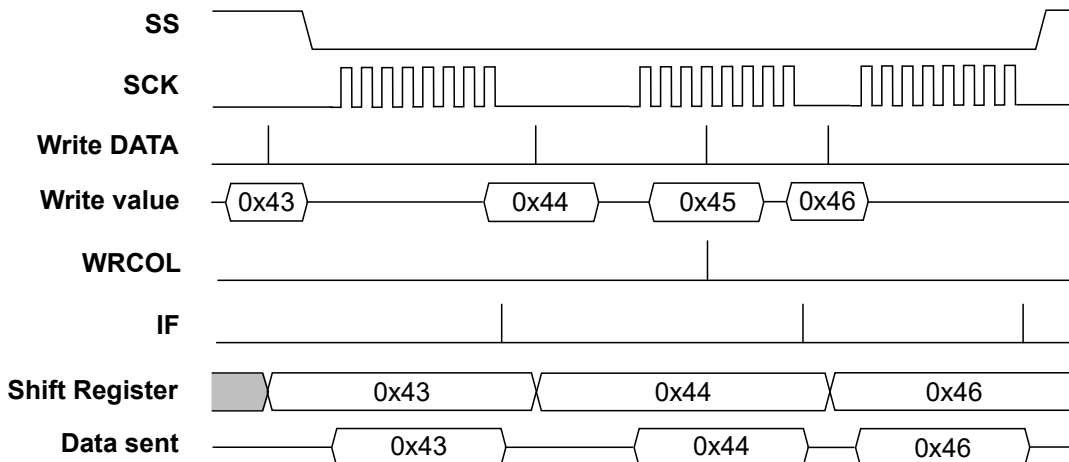 SS
SCK
Write DATA
Write value 0x43 0x44 0x45 0x46
WRCOL
IF
Shift Register 0x43 0x44 0x46
Data sent 0x43 0x44 0x46